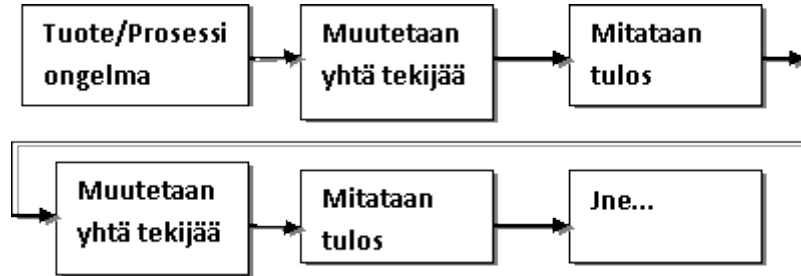 Tuote/Prosessi
ongelma
Muutetaan
yhtä tekijää
Mitataan
tulos
Muutetaan
yhtä tekijää
Mitataan
tulos
Jne...